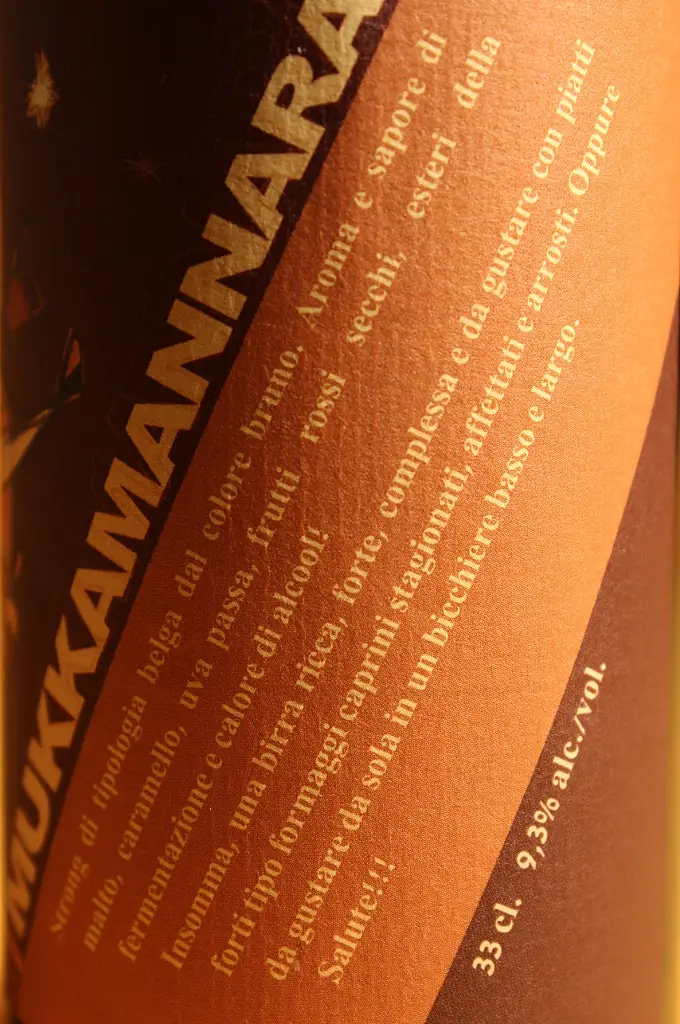 MUKKAMANNARA
Strong di tipologia belga dal colore bruno. Aroma e sapore di
malto, caramello, uva passa, frutti rossi secchi, esteri della
fermentazione e calore di alcool!
Insomma, una birra ricca, forte, complessa e da gustare con piatti
forti tipo formaggi caprini stagionati, affettati e arrosti. Oppure
da gustare da sola in un bicchiere basso e largo.
Salute!!!
33 cl. 9,3% alc./vol.